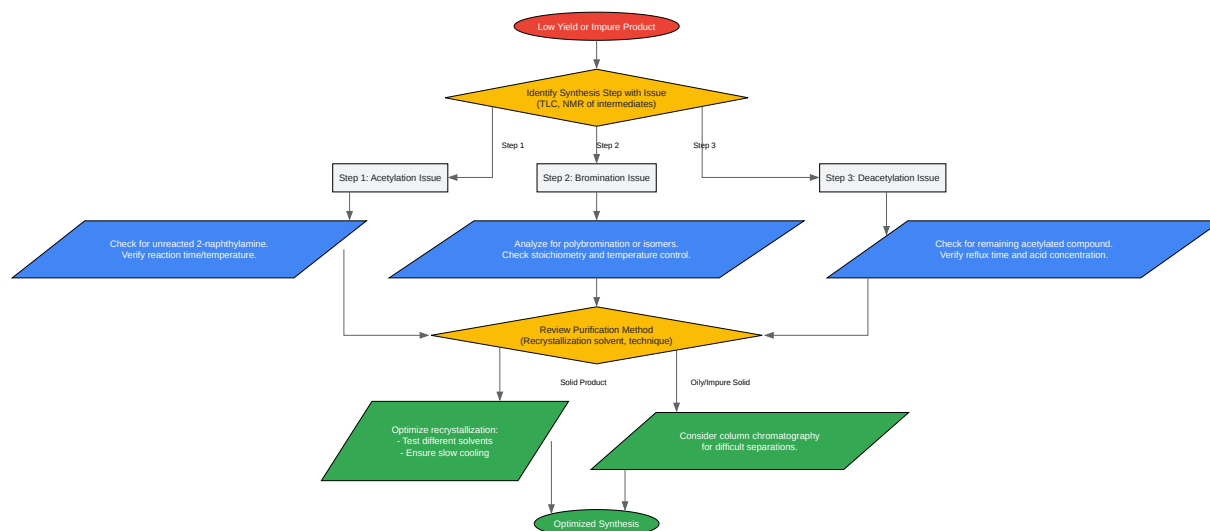 Low Yield or Impure Product
Identify Synthesis Step with Issue
(TLC, NMR of intermediates)
Step 1
Step 2
Step 3
Step 1: Acetylation Issue
Step 2: Bromination Issue
Step 3: Deacetylation Issue
Check for unreacted 2-naphthylamine.
Verify reaction time/temperature.
Analyze for polybromination or isomers.
Check stoichiometry and temperature control.
Check for remaining acetylated compound.
Verify reflux time and acid concentration.
Review Purification Method
(Recrystallization solvent, technique)
Solid Product
Oily/Impure Solid
Optimize recrystallization:
- Test different solvents
- Ensure slow cooling
Consider column chromatography
for difficult separations.
Optimized Synthesis